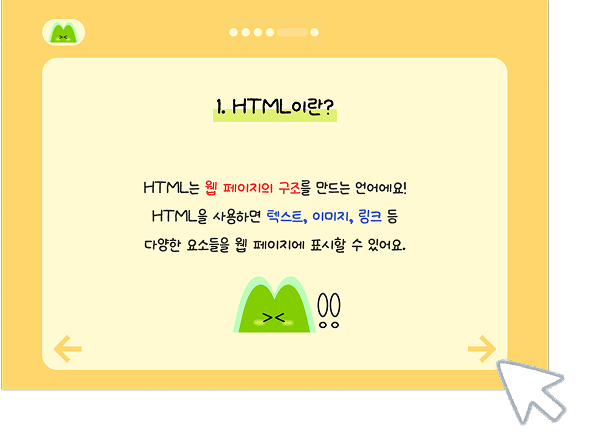 1. HTML이란?
HTML는 웹 페이지의 구조를 만드는 언어에요!
HTML을 사용하면 텍스트, 이미지, 링크 등
다양한 요소들을 웹 페이지에 표시할 수 있어요.
!!